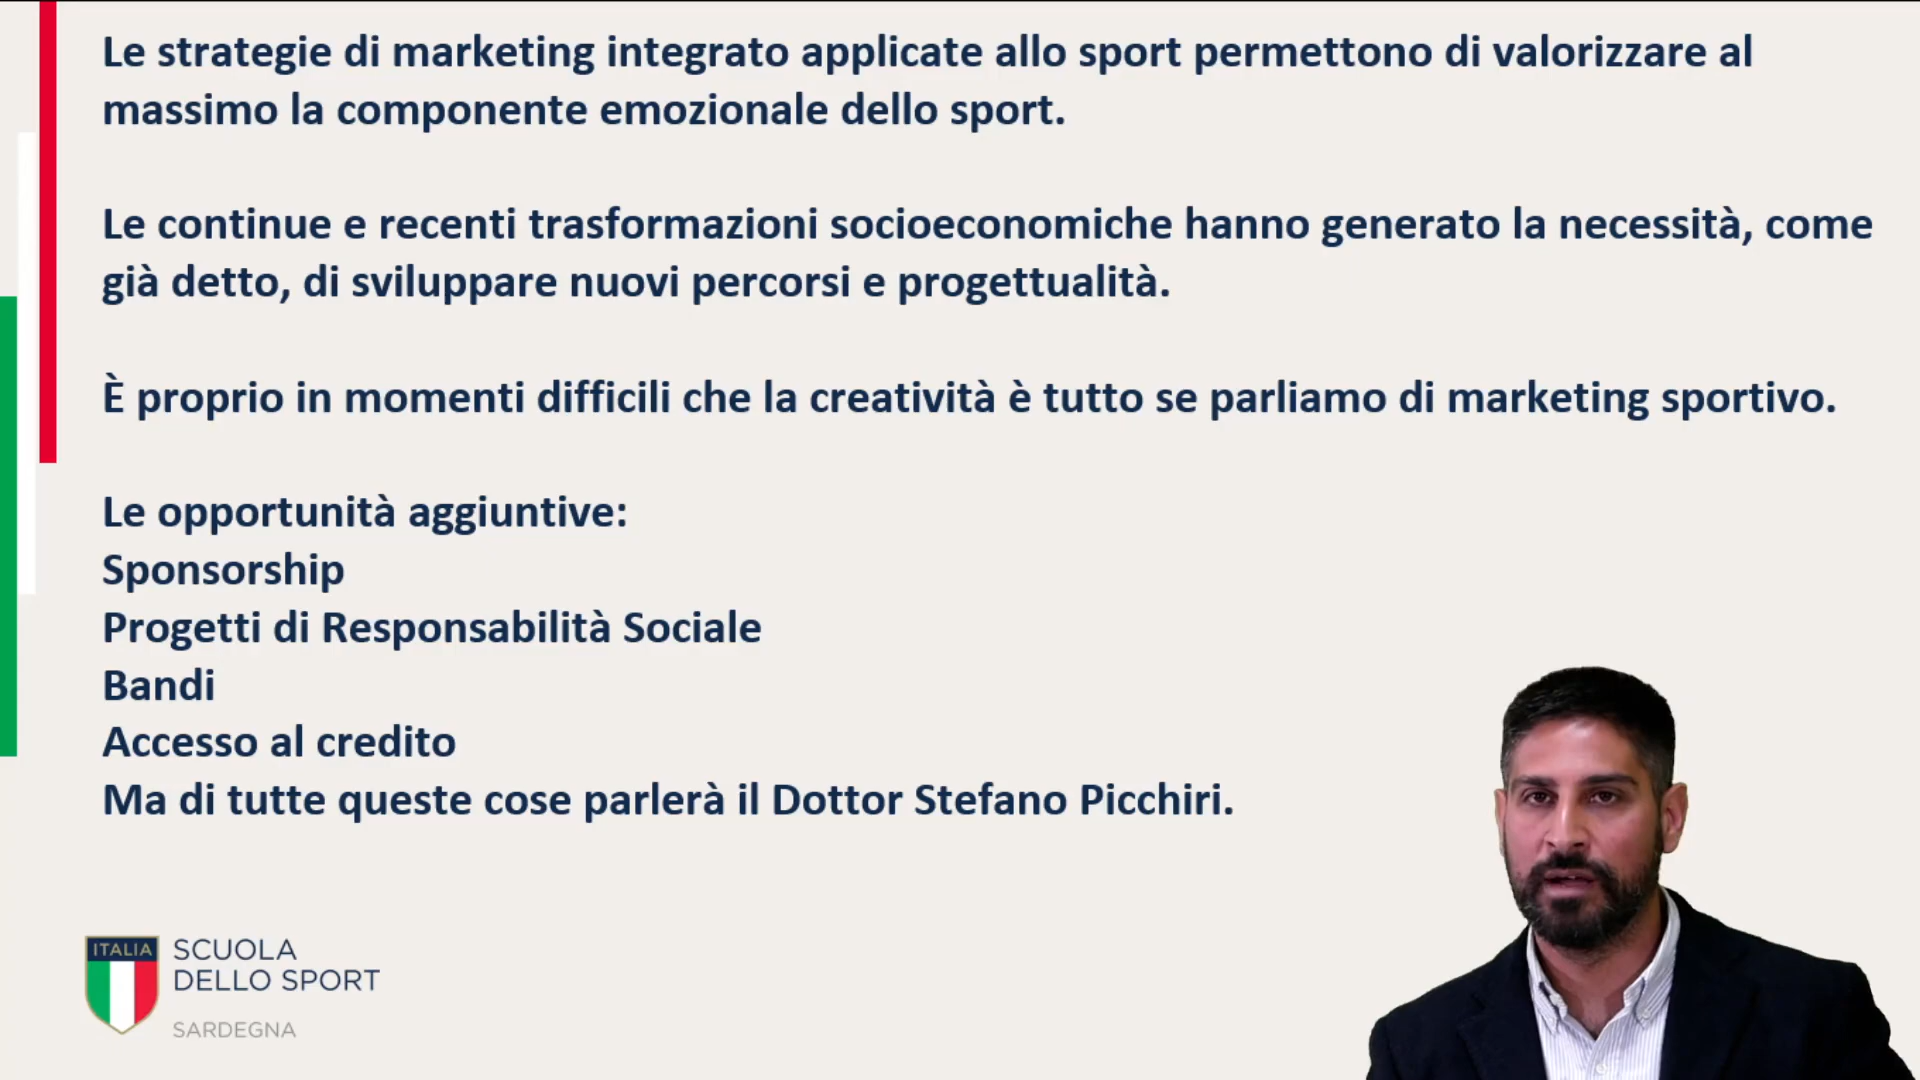 Le strategie di marketing integrato applicate allo sport permettono di valorizzare al
massimo la componente emozionale dello sport.
Le continue e recenti trasformazioni socioeconomiche hanno generato la necessità, come
già detto, di sviluppare nuovi percorsi e progettualità.
È proprio in momenti difficili che la creatività è tutto se parliamo di marketing sportivo.
Le opportunità aggiuntive:
Sponsorship
Progetti di Responsabilità Sociale
Bandi
Accesso al credito
Ma di tutte queste cose parlerà il Dottor Stefano Picchiri.
ITALIA
SCUOLA
DELLO SPORT
SARDEGNA